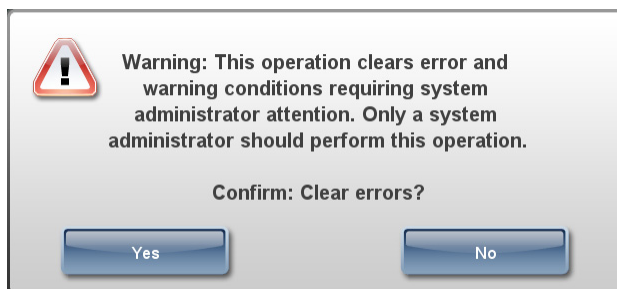 Warning: This operation clears error and
warning conditions requiring system
administrator attention. Only a system
administrator should perform this operation.
Confirm: Clear errors?
Yes No